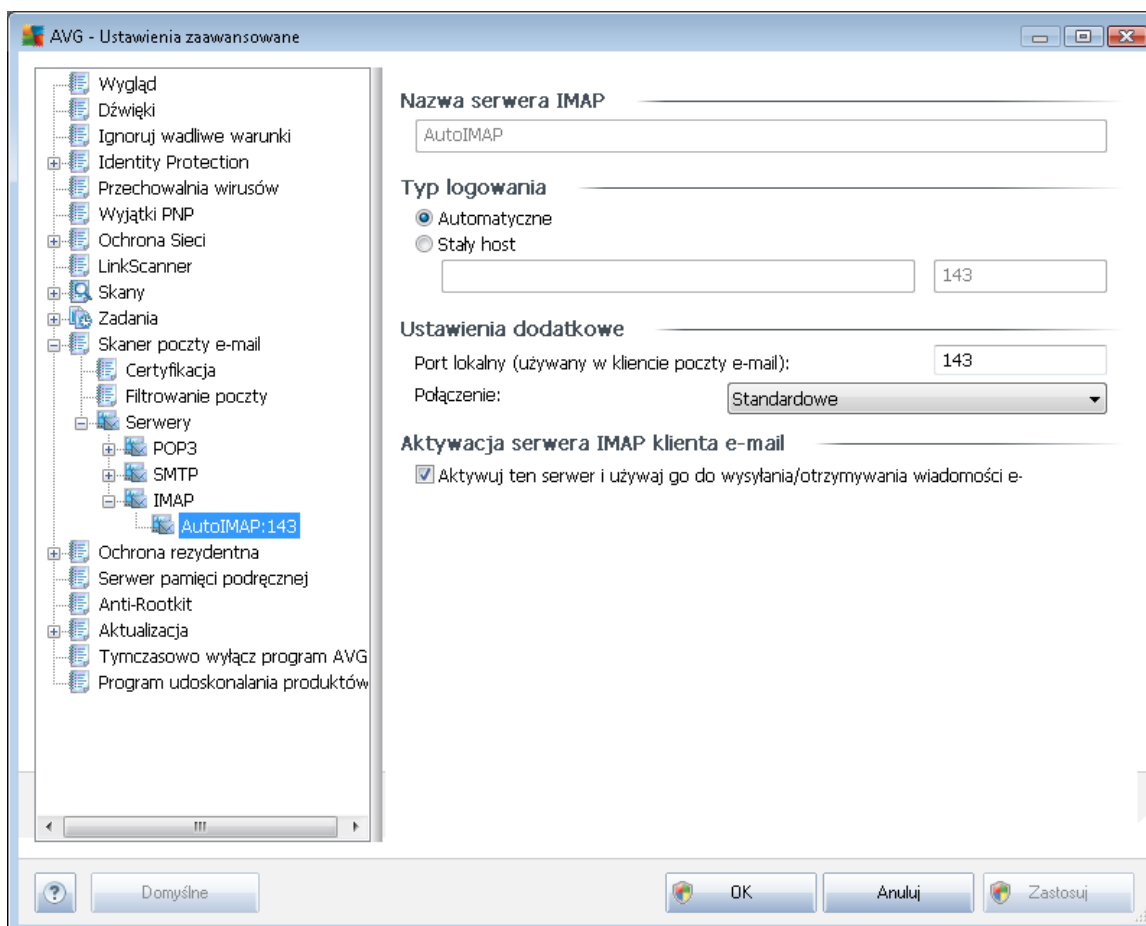 AVG - Ustawienia zaawansowane
Wygląd
Dźwięki
Ignoruj wadliwe warunki
Identity Protection
Przechowalnia wirusów
Wyjątki PNP
Ochrona Sieci
LinkScanner
Skany
Zadania
Skaner poczty e-mail
Certyfikacja
Filtrowanie poczty
Serwery
POP3
SMTP
IMAP
AutoIMAP:143
Ochrona rezydentna
Serwer pamięci podręcznej
Anti-Rootkit
Aktualizacja
Tymczasowo wyłącz program AVG
Program udoskonalania produktów
Nazwa serwera IMAP
AutoIMAP
Typ logowania
Automatyczne
Stały host
143
Ustawienia dodatkowe
Port lokalny (używany w kliencie poczty e-mail): 143
Połączenie: Standardowe
Aktywacja serwera IMAP klienta e-mail
Aktywuj ten serwer i używaj go do wysyłania/otrzymywania wiadomości e-
? Domyślne OK Anuluj Zastosuj